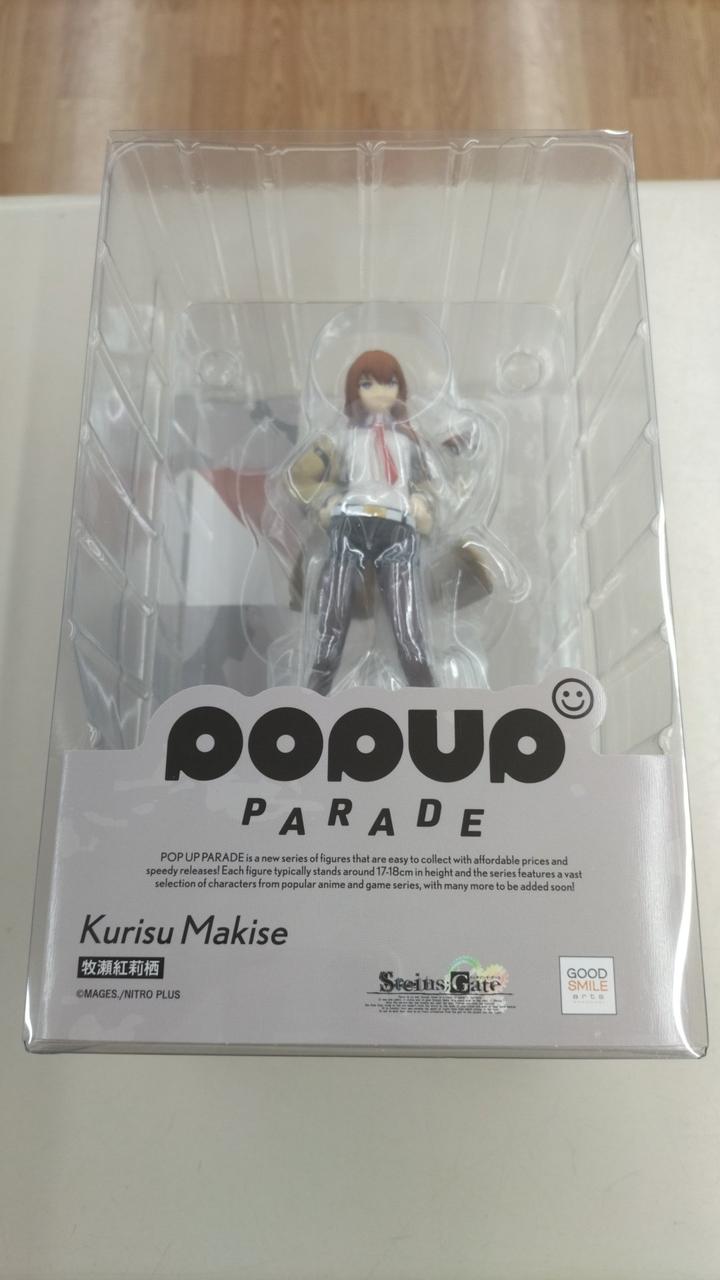 POPUP
PARADE
POP UP PARADE is a new series of figures that are easy to collect with affordable prices and
speedy releases! Each figure typically stands around 17-18cm in height and the series features a vast
selection of characters from popular anime and game series, with many more to be added soon!
Kurisu Makise
牧瀬紅莉栖
©MAGES./NITRO PLUS
Steins;Gate
GOOD
SMILE
arts